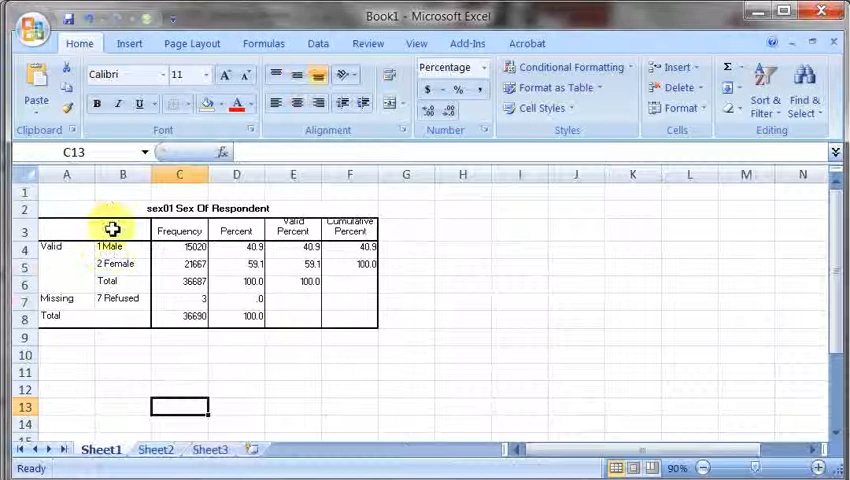 Book1 - Microsoft Excel
Home Insert Page Layout Formulas Data Review View Add-Ins Acrobat
Paste
Calibri 11 A A
B I U A
Percentage
$ % ,
Conditional Formatting
Format as Table
Cell Styles
Insert
Delete
Format
Σ
Sort & Filter
Find & Select
Clipboard Font Alignment Number Styles Cells Editing
C13 fx
A B C D E F G H I J K L M N
1
2 sex01 Sex Of Respondent
3 Frequency Percent Valid Percent Cumulative Percent
4 Valid 1 Male 15020 40.9 40.9 40.9
5 2 Female 21667 59.1 59.1 100.0
6 Total 36687 100.0 100.0
7 Missing 7 Refused 3 .0
8 Total 36690 100.0
9
10
11
12
13
14
15
Sheet1 Sheet2 Sheet3
Ready 90%